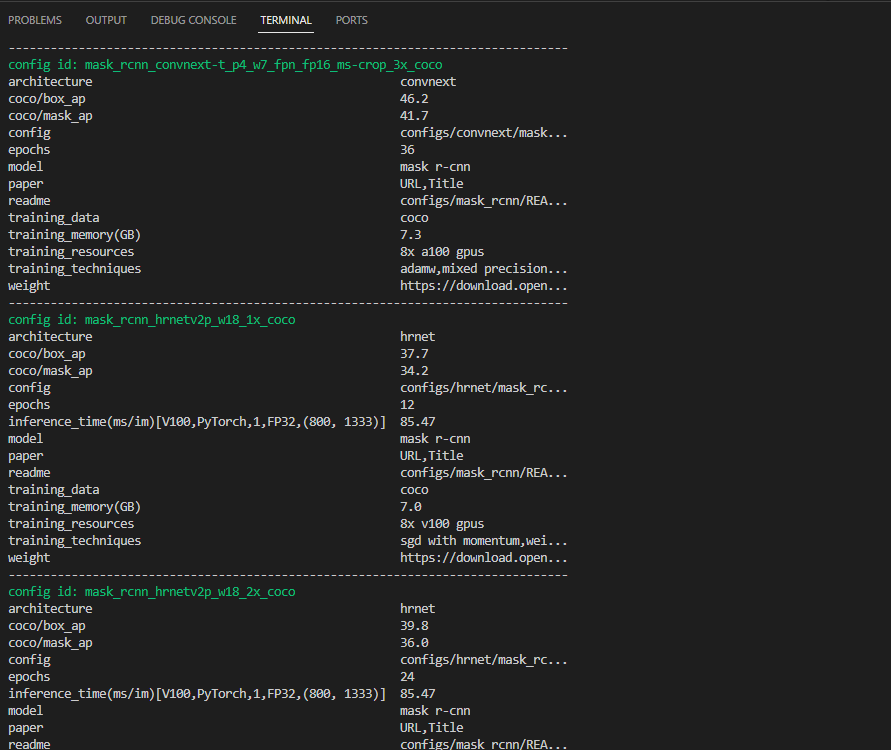 PROBLEMS OUTPUT DEBUG CONSOLE TERMINAL PORTS
--------------------------------------------------------------------------------
config id: mask_rcnn_convnext-t_p4_w7_fpn_fp16_ms-crop_3x_coco
architecture convnext
coco/box_ap 46.2
coco/mask_ap 41.7
config configs/convnext/mask...
epochs 36
model mask r-cnn
paper URL,Title
readme configs/mask_rcnn/REA...
training_data coco
training_memory(GB) 7.3
training_resources 8x a100 gpus
training_techniques adamw,mixed precision...
weight https://download.open...
--------------------------------------------------------------------------------
config id: mask_rcnn_hrnetv2p_w18_1x_coco
architecture hrnet
coco/box_ap 37.7
coco/mask_ap 34.2
config configs/hrnet/mask_rc...
epochs 12
inference_time(ms/im)[V100,PyTorch,1,FP32,(800, 1333)] 85.47
model mask r-cnn
paper URL,Title
readme configs/mask_rcnn/REA...
training_data coco
training_memory(GB) 7.0
training_resources 8x v100 gpus
training_techniques sgd with momentum,wei...
weight https://download.open...
--------------------------------------------------------------------------------
config id: mask_rcnn_hrnetv2p_w18_2x_coco
architecture hrnet
coco/box_ap 39.8
coco/mask_ap 36.0
config configs/hrnet/mask_rc...
epochs 24
inference_time(ms/im)[V100,PyTorch,1,FP32,(800, 1333)] 85.47
model mask r-cnn
paper URL,Title
readme configs/mask_rcnn/REA...